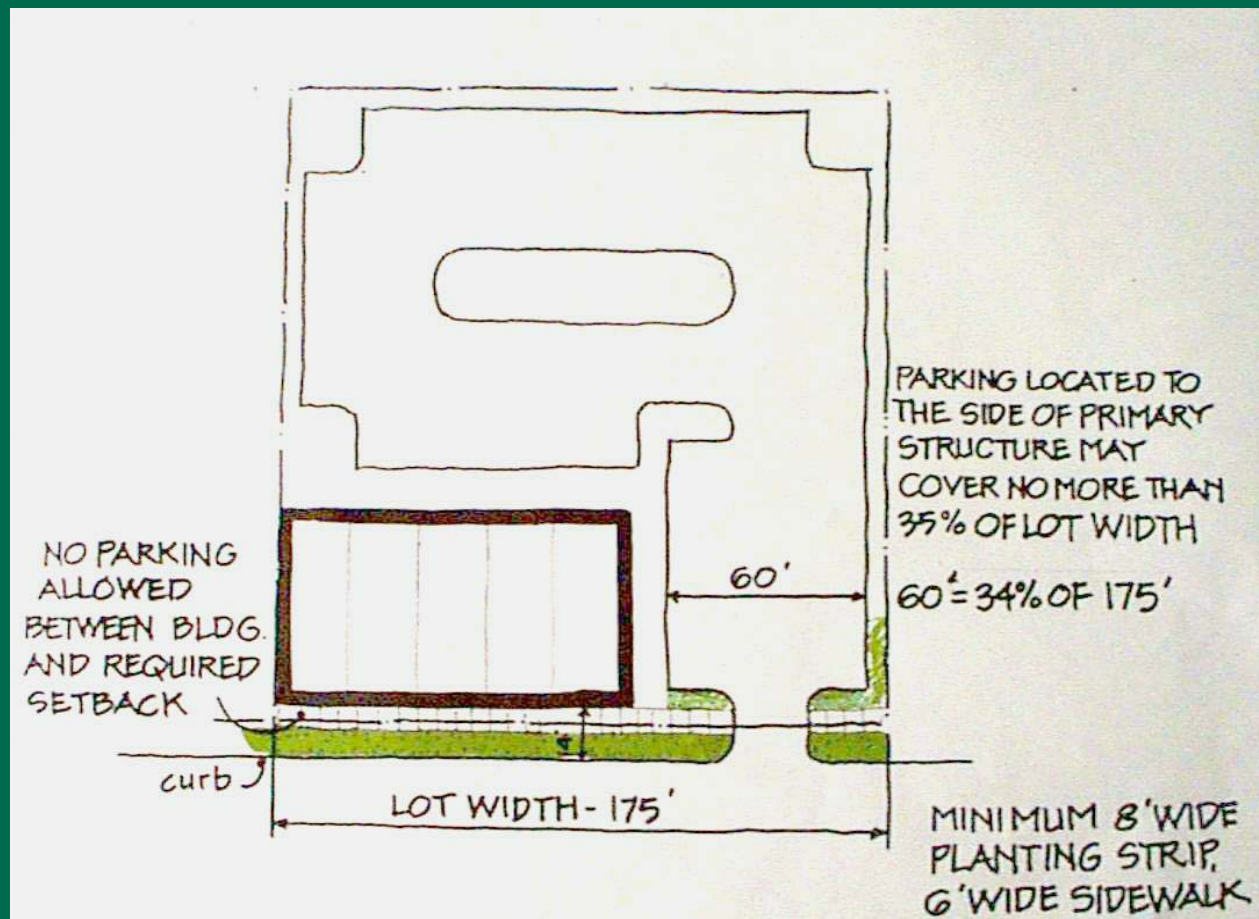 PARKING LOCATED TO
THE SIDE OF PRIMARY
STRUCTURE MAY
COVER NO MORE THAN
35% OF LOT WIDTH
60'
60'=34% OF 175'
NO PARKING
ALLOWED
BETWEEN BLDG.
AND REQUIRED
SETBACK
curb
LOT WIDTH - 175'
MINIMUM 8' WIDE
PLANTING STRIP,
6' WIDE SIDEWALK